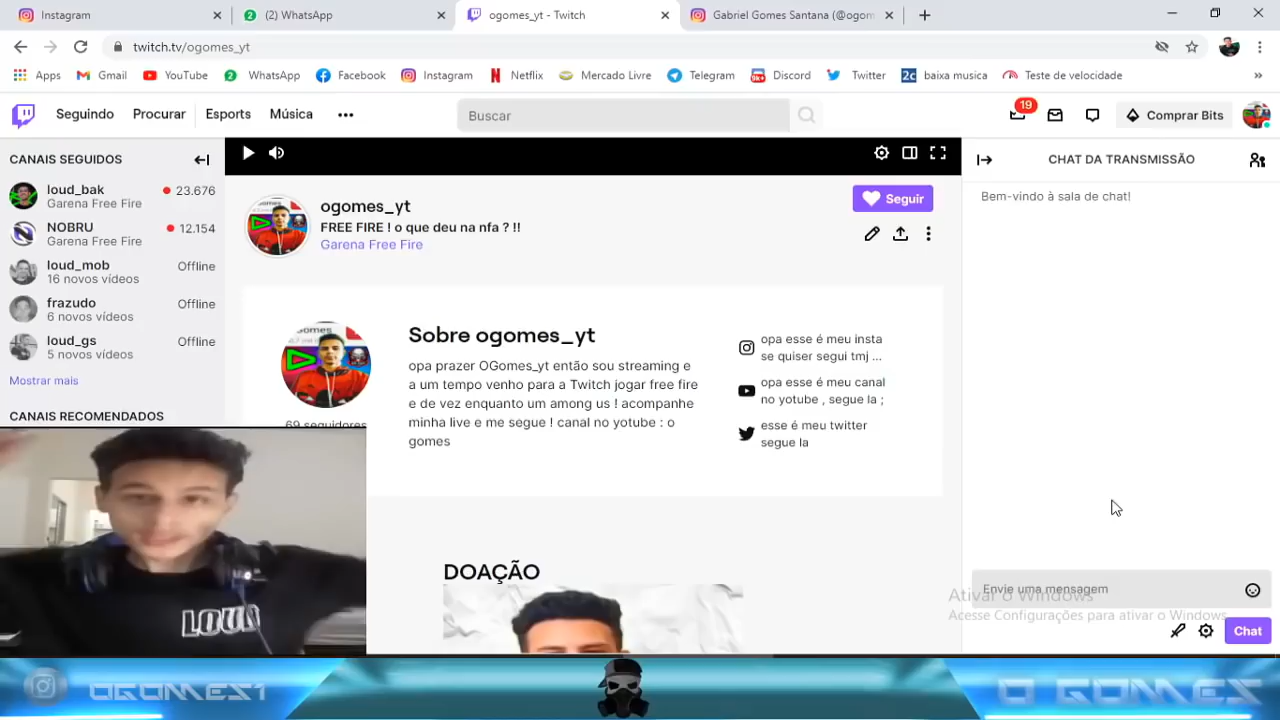 Instagram
(2) WhatsApp
ogomes_yt - Twitch
Gabriel Gomes Santana (@ogom
twitch.tv/ogomes_yt
Apps
Gmail
YouTube
2
WhatsApp
Facebook
Instagram
Netflix
Mercado Livre
Telegram
9K+
Discord
Twitter
2c
baixa musica
Teste de velocidade
»
Seguindo
Procurar
Esports
Música
Buscar
19
Comprar Bits
CANAIS SEGUIDOS
loud_bak
23.676
Garena Free Fire
NOBRU
12.154
Garena Free Fire
loud_mob
Offline
16 novos vídeos
frazudo
Offline
6 novos vídeos
loud_gs
Offline
5 novos vídeos
Mostrar mais
CANAIS RECOMENDADOS
ogomes_yt
FREE FIRE ! o que deu na nfa ? !!
Garena Free Fire
Seguir
Sobre ogomes_yt
69 seguidores
opa prazer OGomes_yt então sou streaming e
a um tempo venho para a Twitch jogar free fire
e de vez enquanto um among us ! acompanhe
minha live e me segue ! canal no yotube : o
gomes
opa esse é meu insta
se quiser segui tmj ...
opa esse é meu canal
no yotube , segue la ;
esse é meu twitter
segue la
DOAÇÃO
CHAT DA TRANSMISSÃO
Bem-vindo à sala de chat!
Envie uma mensagem
Ativar o Windows
Acesse Configurações para ativar o Windows.
Chat
LOUD
OGOMES1
O GOMES